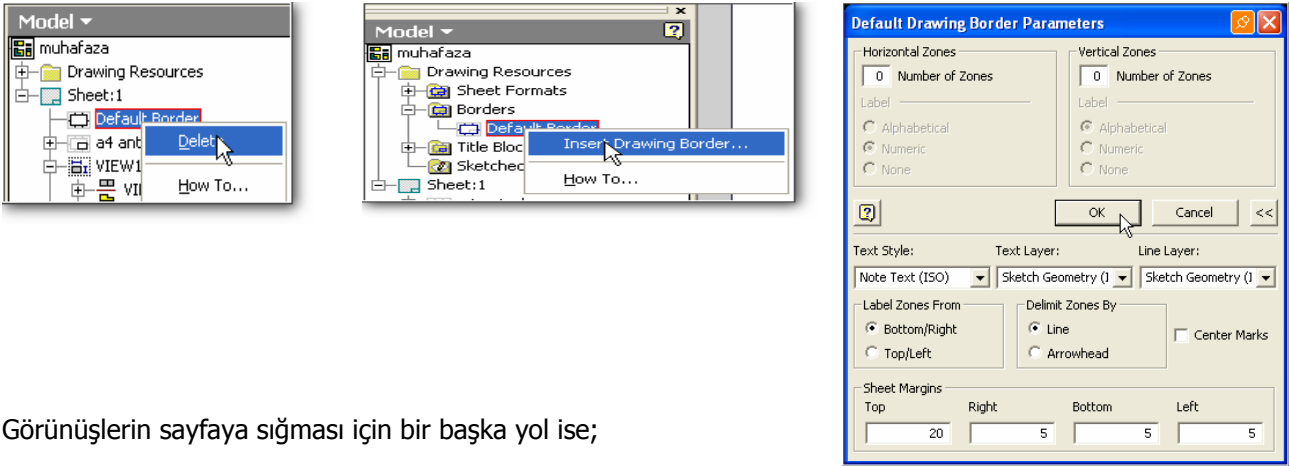 Model
muhafaza
Drawing Resources
Sheet:1
Default Border
a4 ant
Delet
VIEW1
How To...
Model
muhafaza
Drawing Resources
Sheet Formats
Borders
Default Border
Insert Drawing Border...
Title Bloc
Sketched
How To...
Sheet:1
Default Drawing Border Parameters
Horizontal Zones
0 Number of Zones
Label
Alphabetical
Numeric
None
Vertical Zones
0 Number of Zones
Label
Alphabetical
Numeric
None
OK Cancel <<
Text Style: Text Layer: Line Layer:
Note Text (ISO) Sketch Geometry (I Sketch Geometry (I
Label Zones From
Bottom/Right
Top/Left
Delimit Zones By
Line
Arrowhead
Center Marks
Sheet Margins
Top Right Bottom Left
20 5 5 5
Görünüşlerin sayfaya sığması için bir başka yol ise;